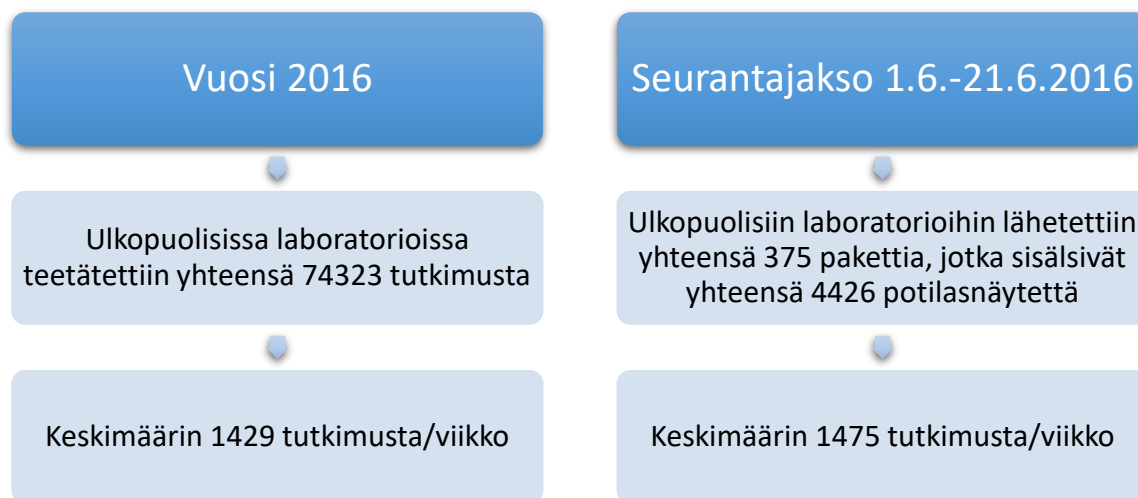 Vuosi 2016
Ulkopuolisissa laboratorioissa
teetätettiin yhteensä 74323 tutkimusta
Keskimäärin 1429 tutkimusta/viikko
Seurantajakso 1.6.-21.6.2016
Ulkopuolisiin laboratorioihin lähetettiin
yhteensä 375 pakettia, jotka sisälsivät
yhteensä 4426 potilasnäytettä
Keskimäärin 1475 tutkimusta/viikko